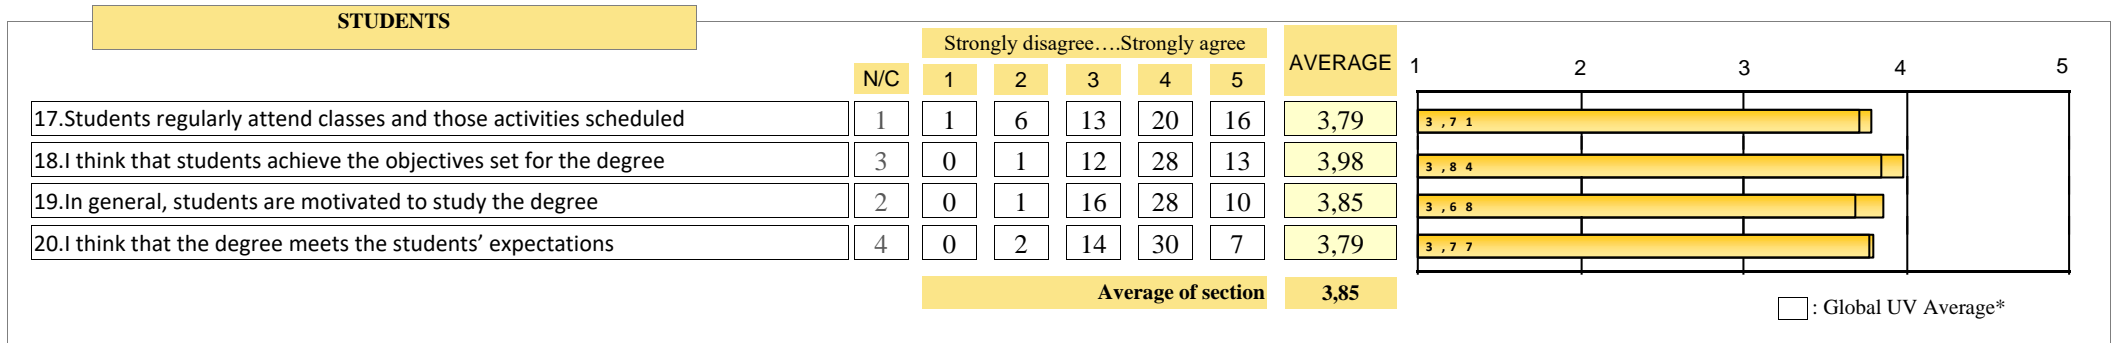 STUDENTS
Strongly disagree….Strongly agree
AVERAGE
N/C 1 2 3 4 5
1 2 3 4 5
17.Students regularly attend classes and those activities scheduled 1 1 6 13 20 16 3,79 3,71
18.I think that students achieve the objectives set for the degree 3 0 1 12 28 13 3,98 3,84
19.In general, students are motivated to study the degree 2 0 1 16 28 10 3,85 3,68
20.I think that the degree meets the students’ expectations 4 0 2 14 30 7 3,79 3,77
Average of section 3,85
: Global UV Average*